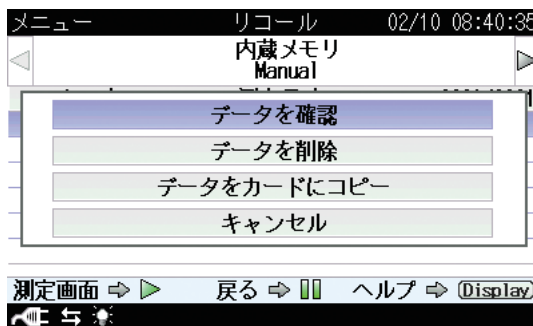 メニュー リコール 02/10 08:40:35
内蔵メモリ
Manual
データを確認
データを削除
データをカードにコピー
キャンセル
測定画面 ⇨ ▷ 戻る ⇨ ▯▯ ヘルプ ⇨ Display